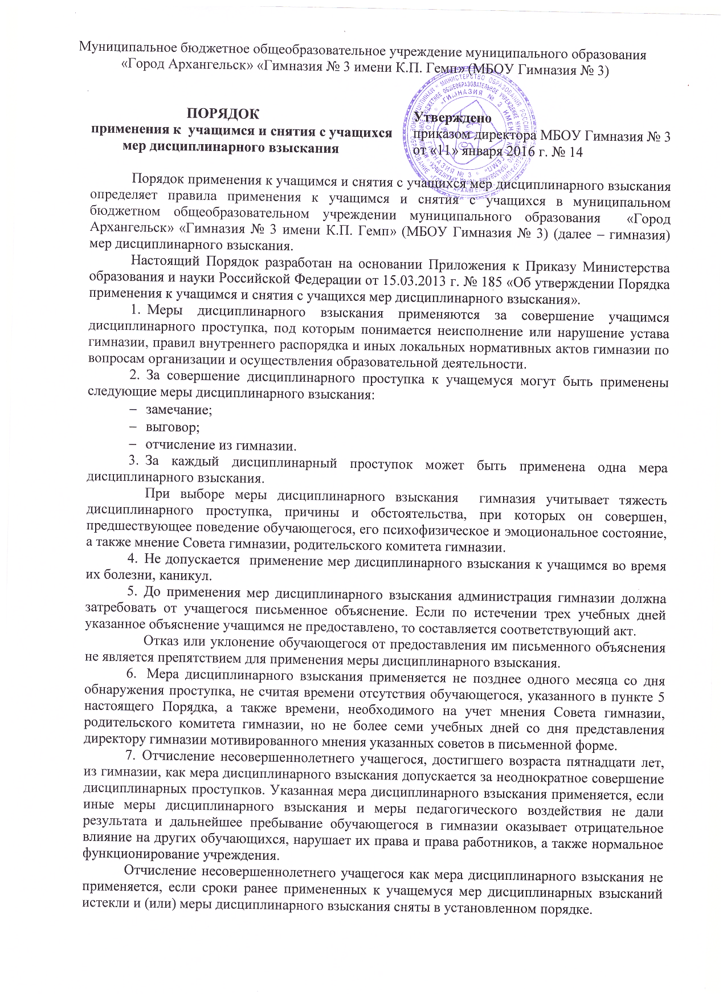 Муниципальное бюджетное общеобразовательное учреждение муниципального образования
«Город Архангельск» «Гимназия № 3 имени К.П. Гемп» (МБОУ Гимназия № 3)
ПОРЯДОК
применения к учащимся и снятия с учащихся
мер дисциплинарного взыскания
Утверждено
приказом директора МБОУ Гимназия № 3
от «11» января 2016 г. № 14
Порядок применения к учащимся и снятия с учащихся мер дисциплинарного взыскания
определяет правила применения к учащимся и снятия с учащихся в муниципальном
бюджетном общеобразовательном учреждении муниципального образования «Город
Архангельск» «Гимназия № 3 имени К.П. Гемп» (МБОУ Гимназия № 3) (далее – гимназия)
мер дисциплинарного взыскания.
Настоящий Порядок разработан на основании Приложения к Приказу Министерства
образования и науки Российской Федерации от 15.03.2013 г. № 185 «Об утверждении Порядка
применения к учащимся и снятия с учащихся мер дисциплинарного взыскания».
1. Меры дисциплинарного взыскания применяются за совершение учащимся
дисциплинарного проступка, под которым понимается неисполнение или нарушение устава
гимназии, правил внутреннего распорядка и иных локальных нормативных актов гимназии по
вопросам организации и осуществления образовательной деятельности.
2. За совершение дисциплинарного проступка к учащемуся могут быть применены
следующие меры дисциплинарного взыскания:
– замечание;
– выговор;
– отчисление из гимназии.
3. За каждый дисциплинарный проступок может быть применена одна мера
дисциплинарного взыскания.
При выборе меры дисциплинарного взыскания гимназия учитывает тяжесть
дисциплинарного проступка, причины и обстоятельства, при которых он совершен,
предшествующее поведение обучающегося, его психофизическое и эмоциональное состояние,
а также мнение Совета гимназии, родительского комитета гимназии.
4. Не допускается применение мер дисциплинарного взыскания к учащимся во время
их болезни, каникул.
5. До применения мер дисциплинарного взыскания администрация гимназии должна
затребовать от учащегося письменное объяснение. Если по истечении трех учебных дней
указанное объяснение учащимся не предоставлено, то составляется соответствующий акт.
Отказ или уклонение обучающегося от предоставления им письменного объяснения
не является препятствием для применения меры дисциплинарного взыскания.
6. Мера дисциплинарного взыскания применяется не позднее одного месяца со дня
обнаружения проступка, не считая времени отсутствия обучающегося, указанного в пункте 5
настоящего Порядка, а также времени, необходимого на учет мнения Совета гимназии,
родительского комитета гимназии, но не более семи учебных дней со дня представления
директору гимназии мотивированного мнения указанных советов в письменной форме.
7. Отчисление несовершеннолетнего учащегося, достигшего возраста пятнадцати лет,
из гимназии, как мера дисциплинарного взыскания допускается за неоднократное совершение
дисциплинарных проступков. Указанная мера дисциплинарного взыскания применяется, если
иные меры дисциплинарного взыскания и меры педагогического воздействия не дали
результата и дальнейшее пребывание обучающегося в гимназии оказывает отрицательное
влияние на других обучающихся, нарушает их права и права работников, а также нормальное
функционирование учреждения.
Отчисление несовершеннолетнего учащегося как мера дисциплинарного взыскания не
применяется, если сроки ранее примененных к учащемуся мер дисциплинарных взысканий
истекли и (или) меры дисциплинарного взыскания сняты в установленном порядке.